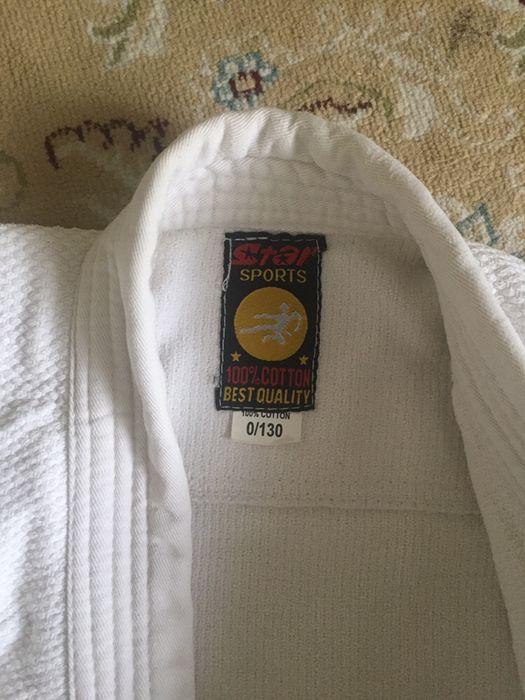 Star
SPORTS
100% COTTON
BEST QUALITY
100% COTTON
0/130